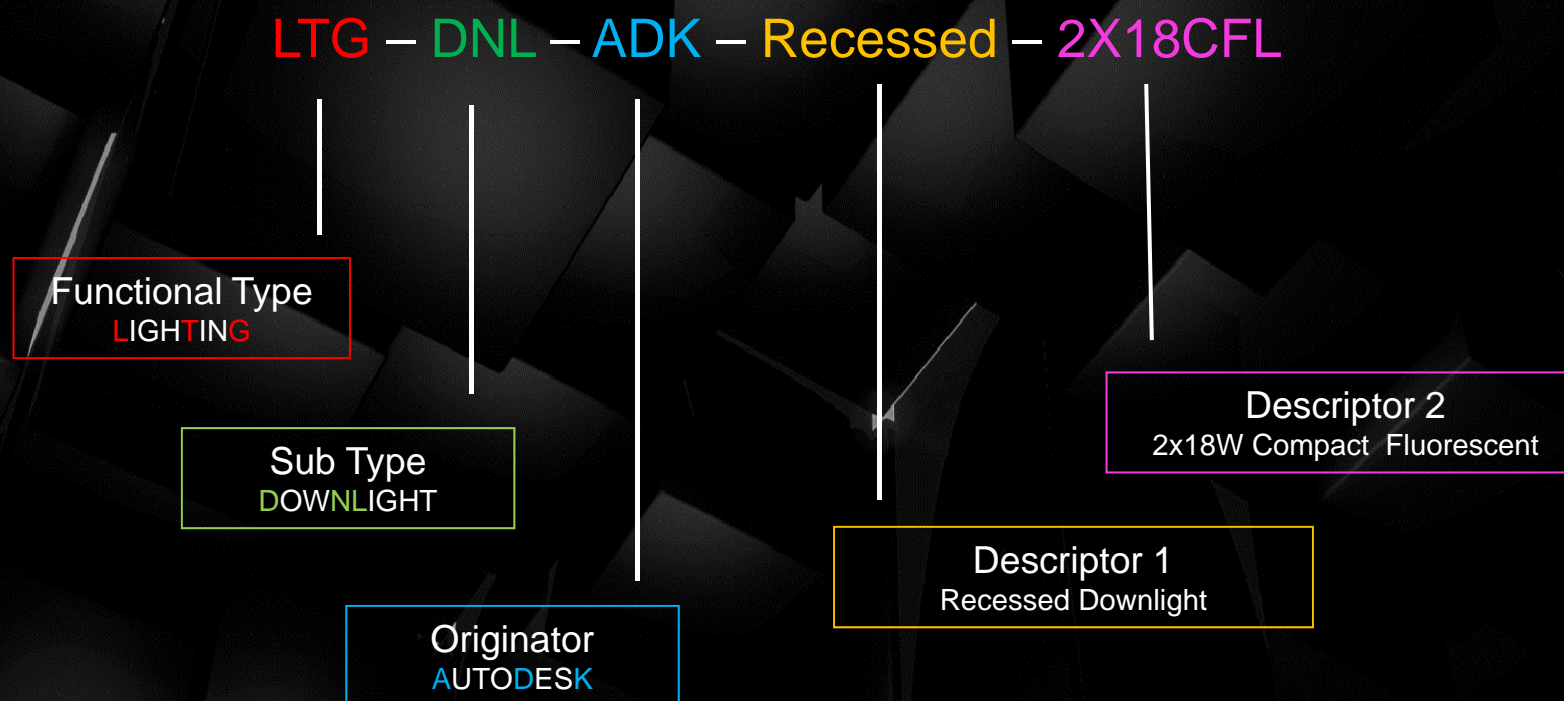 LTG – DNL – ADK – Recessed – 2X18CFL
Functional Type
LIGHTING
Sub Type
DOWNLIGHT
Originator
AUTODESK
Descriptor 1
Recessed Downlight
Descriptor 2
2x18W Compact  Fluorescent